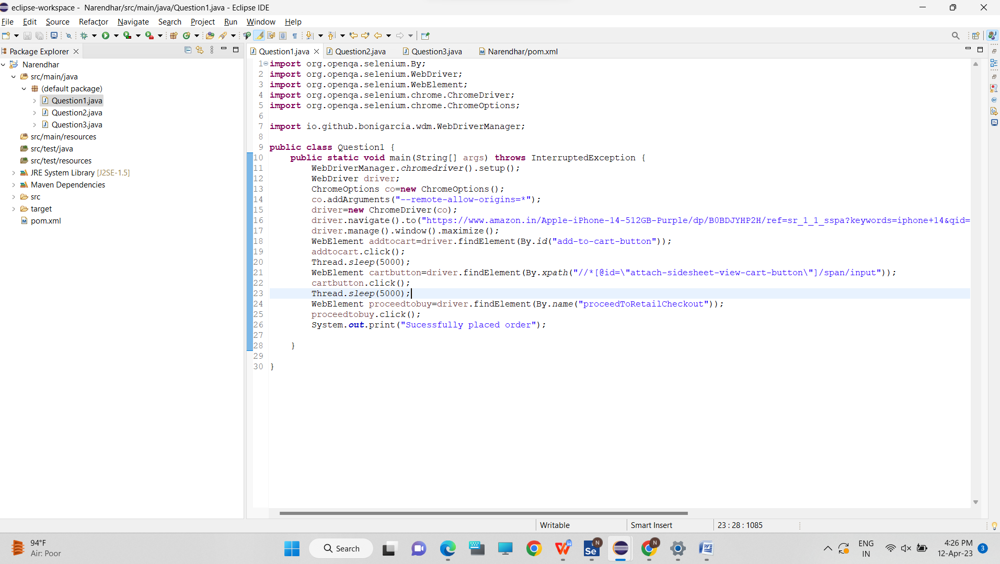 eclipse-workspace - Narendhar/src/main/java/Question1.java - Eclipse IDE
File Edit Source Refactor Navigate Search Project Run Window Help
Package Explorer
Narendhar
src/main/java
(default package)
Question1.java
Question2.java
Question3.java
src/main/resources
src/test/java
src/test/resources
JRE System Library [J2SE-1.5]
Maven Dependencies
src
target
pom.xml
Question1.java Question2.java Question3.java Narendhar/pom.xml
1 import org.openqa.selenium.By;
2 import org.openqa.selenium.WebDriver;
3 import org.openqa.selenium.WebElement;
4 import org.openqa.selenium.chrome.ChromeDriver;
5 import org.openqa.selenium.chrome.ChromeOptions;
6
7 import io.github.bonigarcia.wdm.WebDriverManager;
8
9 public class Question1 {
10 public static void main(String[] args) throws InterruptedException {
11 WebDriverManager.chromedriver().setup();
12 WebDriver driver;
13 ChromeOptions co=new ChromeOptions();
14 co.addArguments("--remote-allow-origins=*");
15 driver=new ChromeDriver(co);
16 driver.navigate().to("https://www.amazon.in/Apple-iPhone-14-512GB-Purple/dp/B0BDJYHP2H/ref=sr_1_1_sspa?keywords=iphone+14&qid=
17 driver.manage().window().maximize();
18 WebElement addtocart=driver.findElement(By.id("add-to-cart-button"));
19 addtocart.click();
20 Thread.sleep(5000);
21 WebElement cartbutton=driver.findElement(By.xpath("//*[@id=\"attach-sidesheet-view-cart-button\"]/span/input"));
22 cartbutton.click();
23 Thread.sleep(5000);
24 WebElement proceedtobuy=driver.findElement(By.name("proceedToRetailCheckout"));
25 proceedtobuy.click();
26 System.out.print("Sucessfully placed order");
27
28 }
29
30 }
Writable Smart Insert 23 : 28 : 1085
94°F
Air: Poor
Search
ENG
IN
4:26 PM
12-Apr-23
3